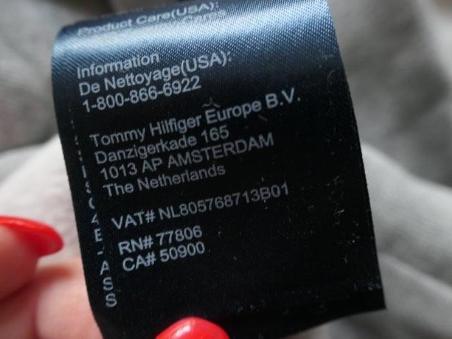 Product Care(USA):
Information
De Nettoyage(USA):
1-800-866-6922
Tommy Hilfiger Europe B.V.
Danzigerkade 165
1013 AP AMSTERDAM
The Netherlands
VAT# NL805768713B01
RN# 77806
CA# 50900